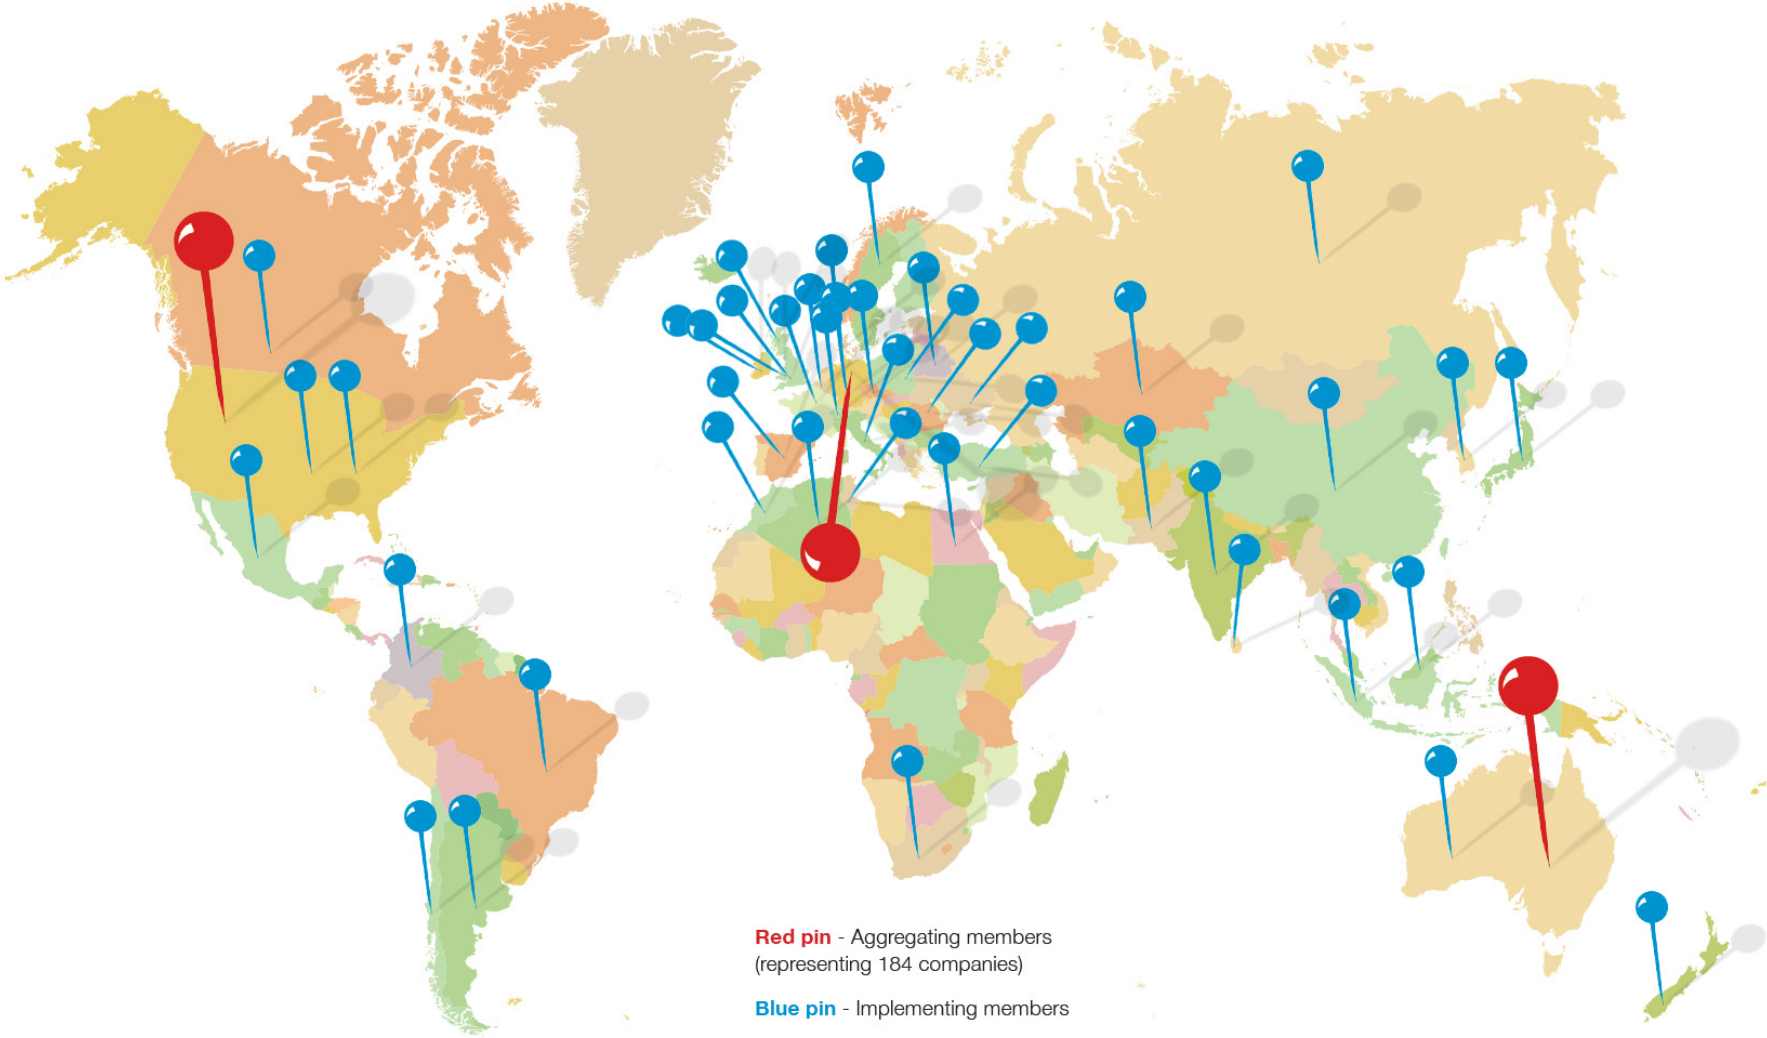 Red pin - Aggregating members
(representing 184 companies)
Blue pin - Implementing members